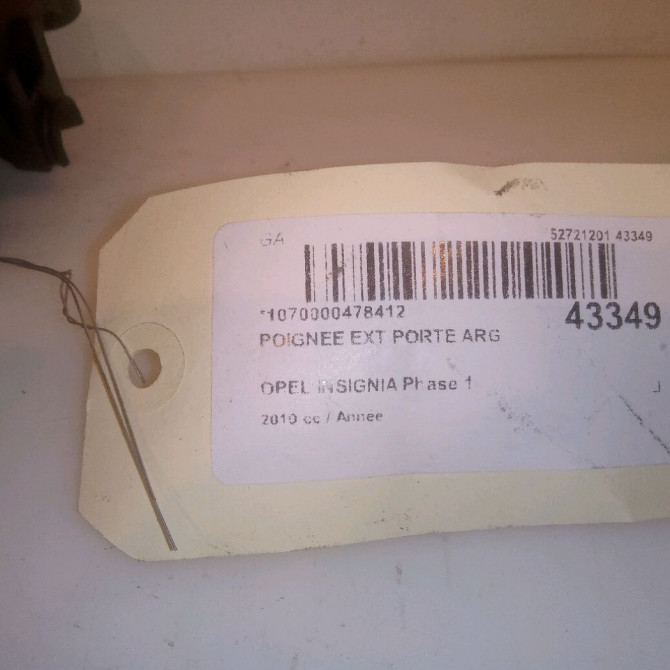 GA
52721201 43349
*1070000478412
43349
POIGNEE EXT PORTE ARG
OPEL INSIGNIA Phase 1
2010 cc / Annee